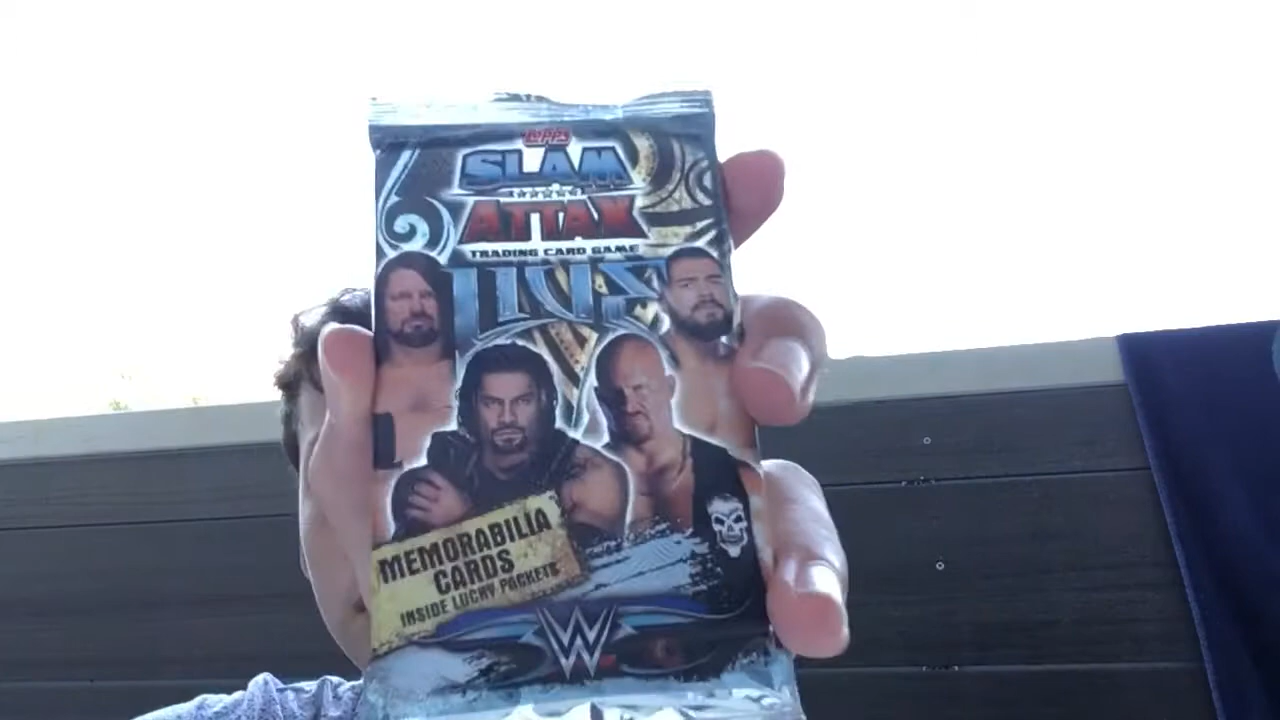 TOPPS
SLAM
ATTAX
TRADING CARD GAME
LIVE
MEMORABILIA
CARDS
INSIDE LUCKY PACKETS
W